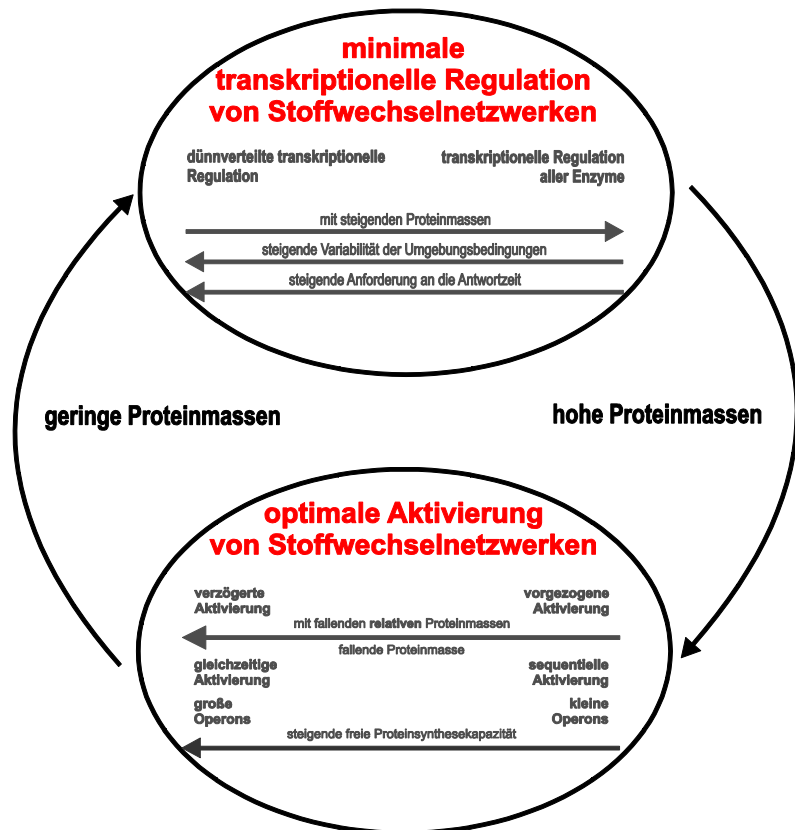 minimale
transkriptionelle Regulation
von Stoffwechselnetzwerken
dünnverteilte transkriptionelle
Regulation
transkriptionelle Regulation
aller Enzyme
mit steigenden Proteinmassen
steigende Variabilität der Umgebungsbedingungen
steigende Anforderung an die Antwortzeit
geringe Proteinmassen
hohe Proteinmassen
optimale Aktivierung
von Stoffwechselnetzwerken
verzögerte
Aktivierung
vorgezogene
Aktivierung
mit fallenden relativen Proteinmassen
fallende Proteinmasse
gleichzeitige
Aktivierung
sequentielle
Aktivierung
große
Operons
kleine
Operons
steigende freie Proteinsynthesekapazität